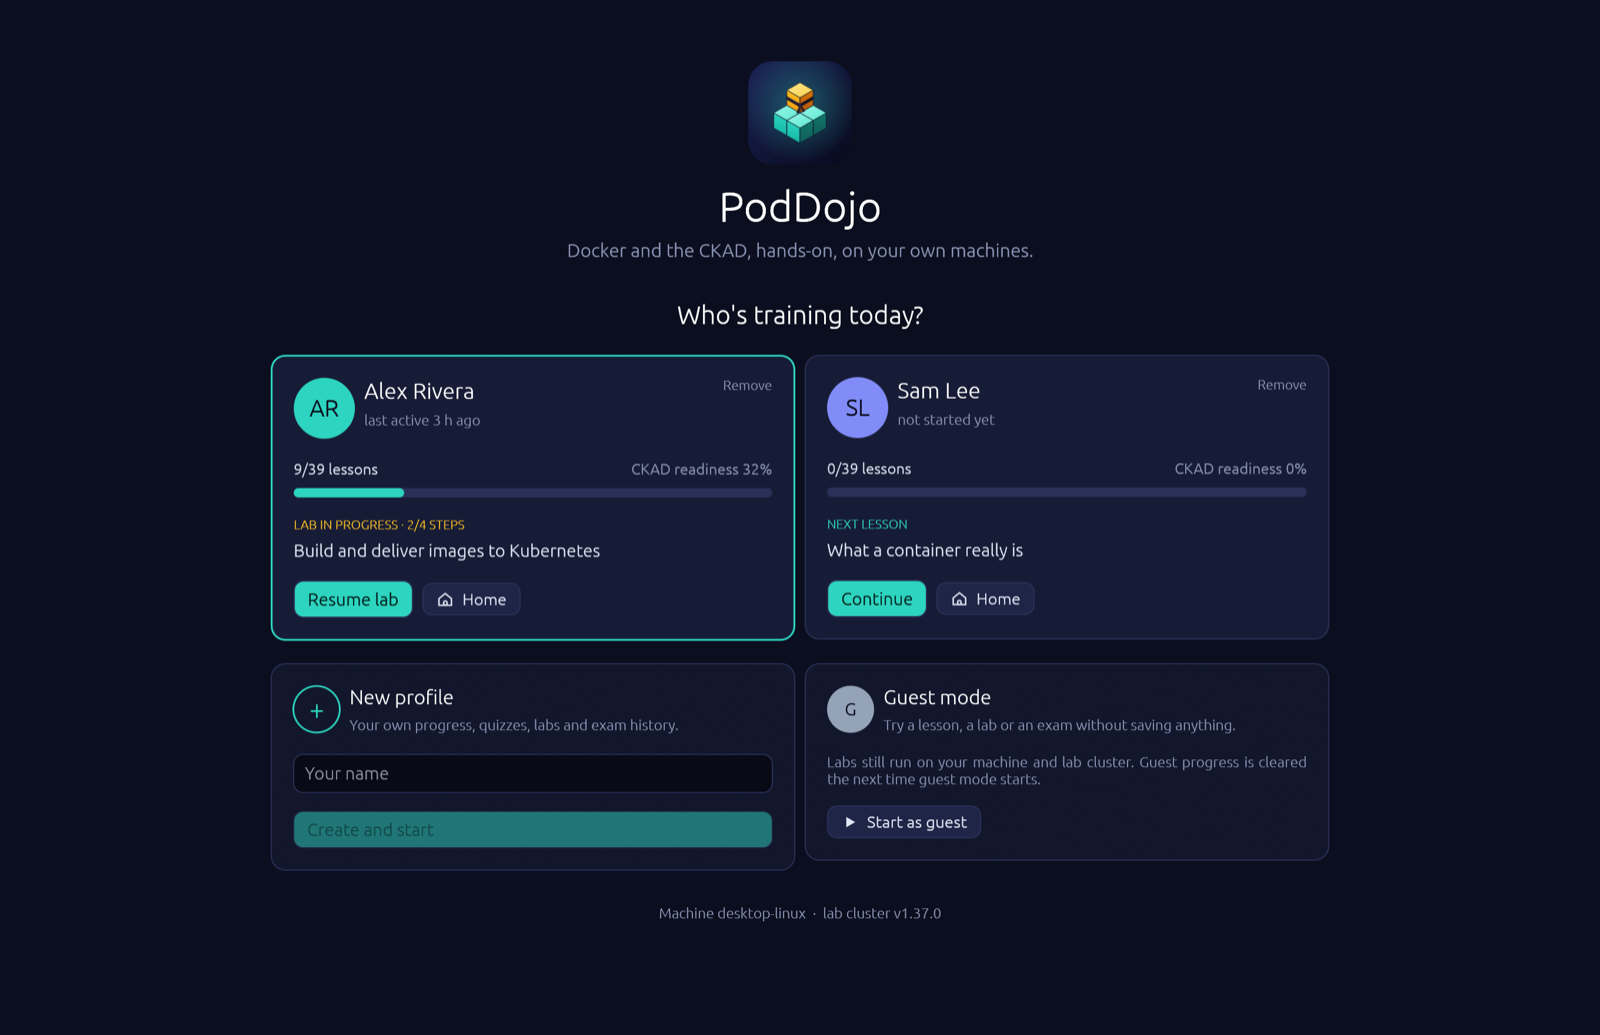 PodDojo
Docker and the CKAD, hands-on, on your own machines.
Who's training today?
AR
Alex Rivera
last active 3 h ago
Remove
9/39 lessons
CKAD readiness 32%
LAB IN PROGRESS · 2/4 STEPS
Build and deliver images to Kubernetes
Resume lab
Home
SL
Sam Lee
not started yet
Remove
0/39 lessons
CKAD readiness 0%
NEXT LESSON
What a container really is
Continue
Home
+
New profile
Your own progress, quizzes, labs and exam history.
Your name
Create and start
G
Guest mode
Try a lesson, a lab or an exam without saving anything.
Labs still run on your machine and lab cluster. Guest progress is cleared
the next time guest mode starts.
Start as guest
Machine desktop-linux · lab cluster v1.37.0